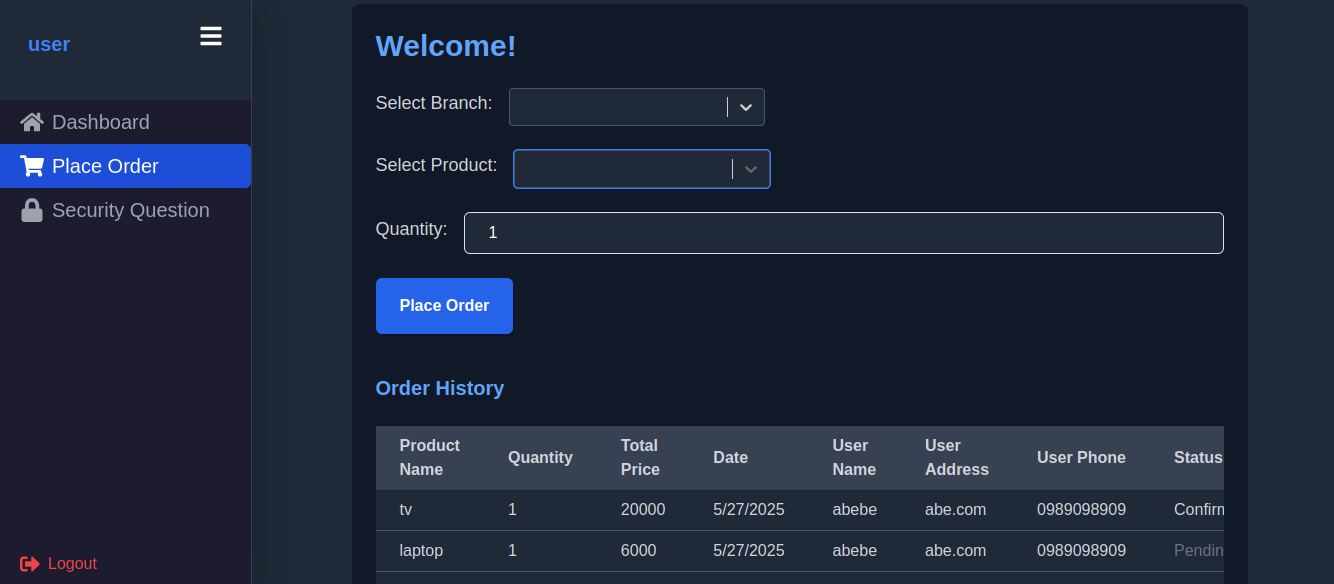 user
Dashboard
Place Order
Security Question
Logout
Welcome!
Select Branch:
Select Product:
Quantity: 1
Place Order
Order History
Product Name Quantity Total Price Date User Name User Address User Phone Status
tv 1 20000 5/27/2025 abebe abe.com 0989098909 Confirm
laptop 1 6000 5/27/2025 abebe abe.com 0989098909 Pendin